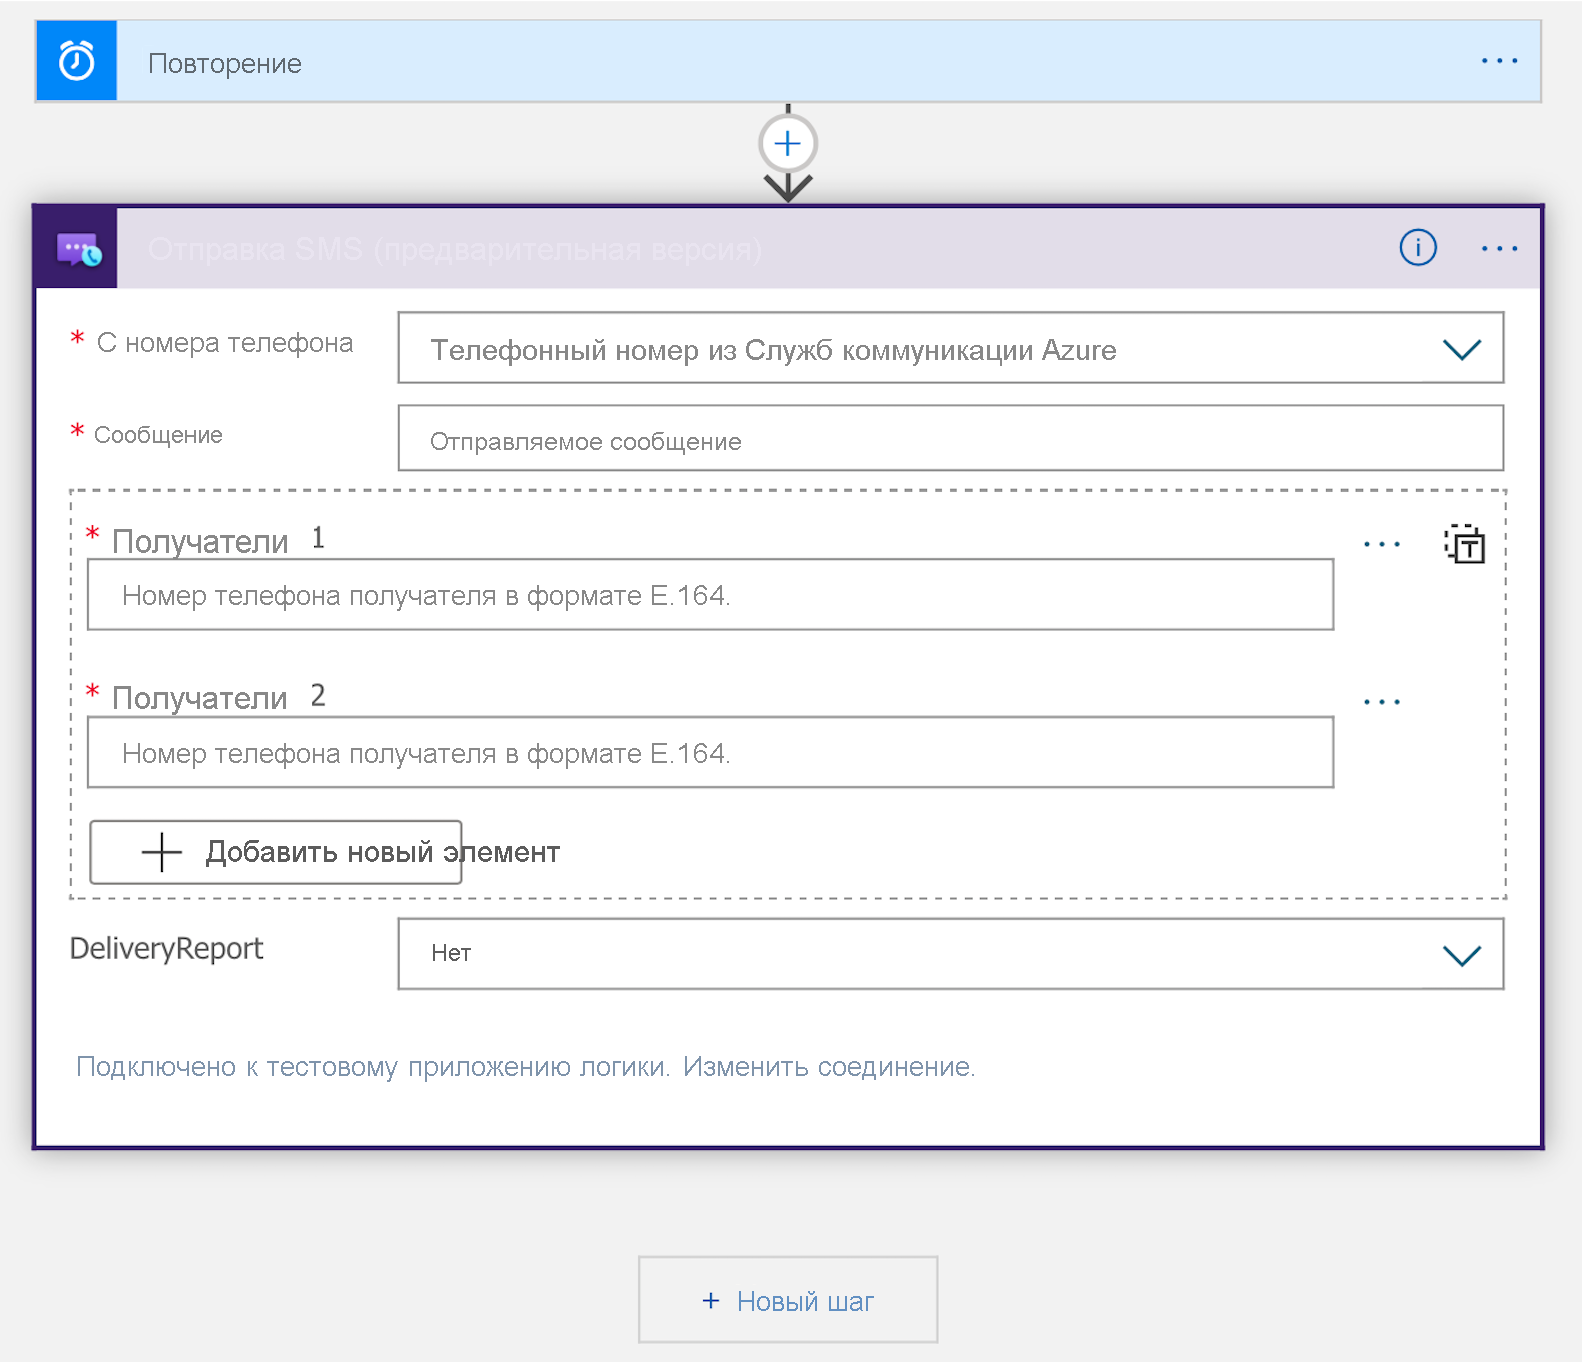 Повторение
Отправка SMS (предварительная версия)
* С номера телефона
Телефонный номер из Служб коммуникации Azure
* Сообщение
Отправляемое сообщение
* Получатели 1
Номер телефона получателя в формате E.164.
* Получатели 2
Номер телефона получателя в формате E.164.
+ Добавить новый элемент
DeliveryReport
Нет
Подключено к тестовому приложению логики. Изменить соединение.
+ Новый шаг